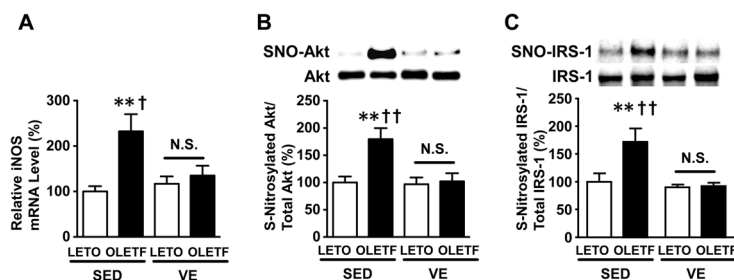 A
Relative iNOS
mRNA Level (%)
300
200
100
0
**†
N.S.
LETO OLETF LETO OLETF
SED VE
B
SNO-Akt
Akt
S-Nitrosylated Akt/
Total Akt (%)
250
200
150
100
50
0
**††
N.S.
LETO OLETF LETO OLETF
SED VE
C
SNO-IRS-1
IRS-1
S-Nitrosylated IRS-1/
Total IRS-1 (%)
250
200
150
100
50
0
**††
N.S.
LETO OLETF LETO OLETF
SED VE